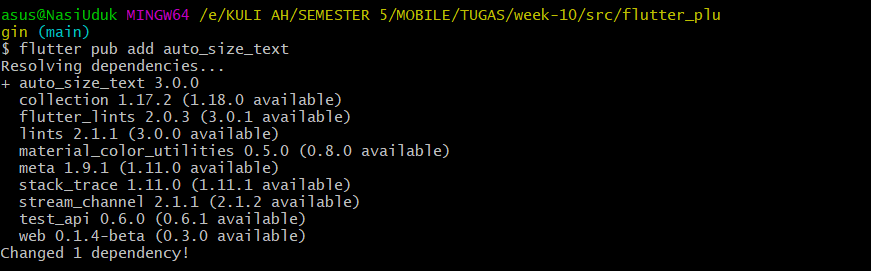 asus@NasiUduk MINGW64 /e/KULI AH/SEMESTER 5/MOBILE/TUGAS/week-10/src/flutter_plu
gin (main)
$ flutter pub add auto_size_text
Resolving dependencies...
+ auto_size_text 3.0.0
  collection 1.17.2 (1.18.0 available)
  flutter_lints 2.0.3 (3.0.1 available)
  lints 2.1.1 (3.0.0 available)
  material_color_utilities 0.5.0 (0.8.0 available)
  meta 1.9.1 (1.11.0 available)
  stack_trace 1.11.0 (1.11.1 available)
  stream_channel 2.1.1 (2.1.2 available)
  test_api 0.6.0 (0.6.1 available)
  web 0.1.4-beta (0.3.0 available)
Changed 1 dependency!